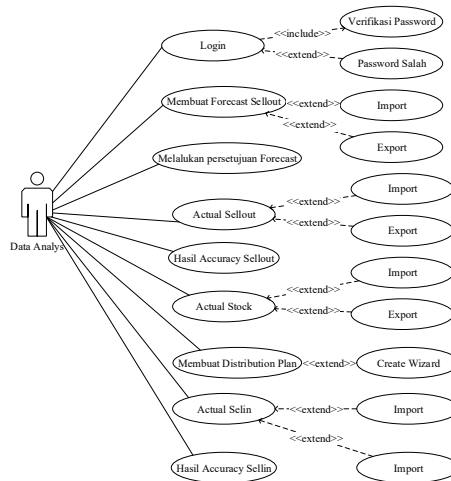 Verifikasi Password
<<include>>
Login
<<extend>>
Password Salah
Membuat Forecast Sellout
<<extend>>
Import
<<extend>>
Export
Melalukan persetujuan Forecast
Import
<<extend>>
Actual Sellout
<<extend>>
Export
Data Analys
Hasil Accuracy Sellout
Import
<<extend>>
Actual Stock
<<extend>>
Export
Membuat Distribution Plan
<<extend>>
Create Wizard
Actual Selin
<<extend>>
Import
<<extend>>
Hasil Accuracy Sellin
Import